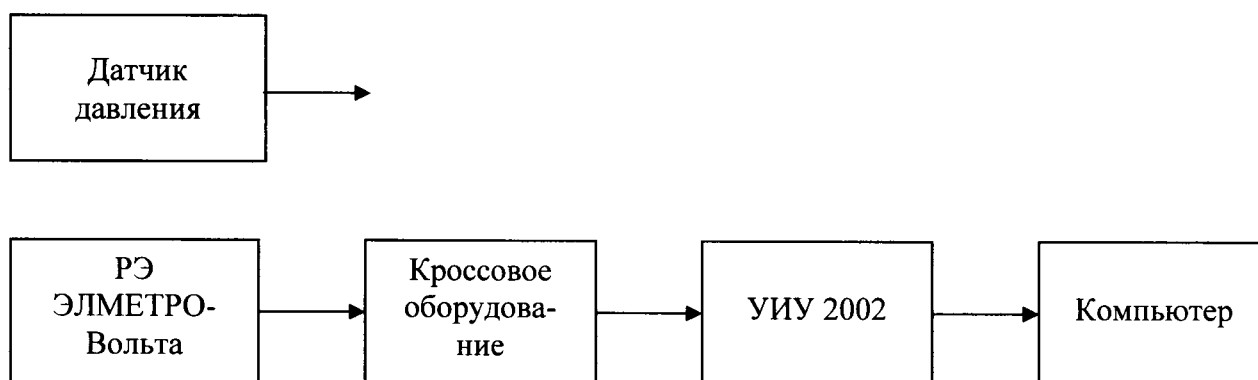 Датчик
давления
РЭ
ЭЛМЕТРО-
Вольта
Кроссовое
оборудова-
ние
УИУ 2002
Компьютер